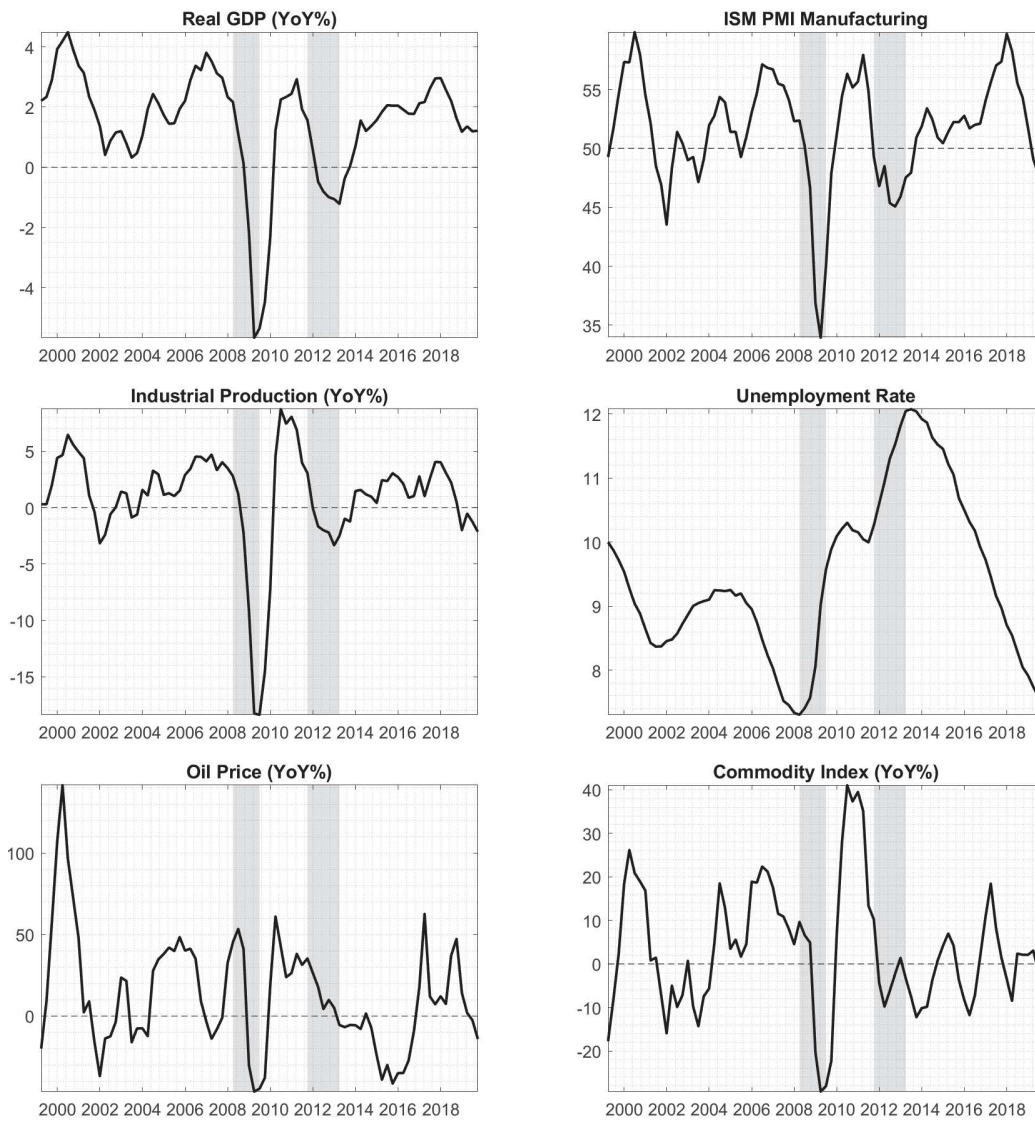 Real GDP (YoY%)
4
2
0
-2
-4
2000 2002 2004 2006 2008 2010 2012 2014 2016 2018
ISM PMI Manufacturing
55
50
45
40
35
2000 2002 2004 2006 2008 2010 2012 2014 2016 2018
Industrial Production (YoY%)
5
0
-5
-10
-15
2000 2002 2004 2006 2008 2010 2012 2014 2016 2018
Unemployment Rate
12
11
10
9
8
2000 2002 2004 2006 2008 2010 2012 2014 2016 2018
Oil Price (YoY%)
100
50
0
2000 2002 2004 2006 2008 2010 2012 2014 2016 2018
Commodity Index (YoY%)
40
30
20
10
0
-10
-20
2000 2002 2004 2006 2008 2010 2012 2014 2016 2018